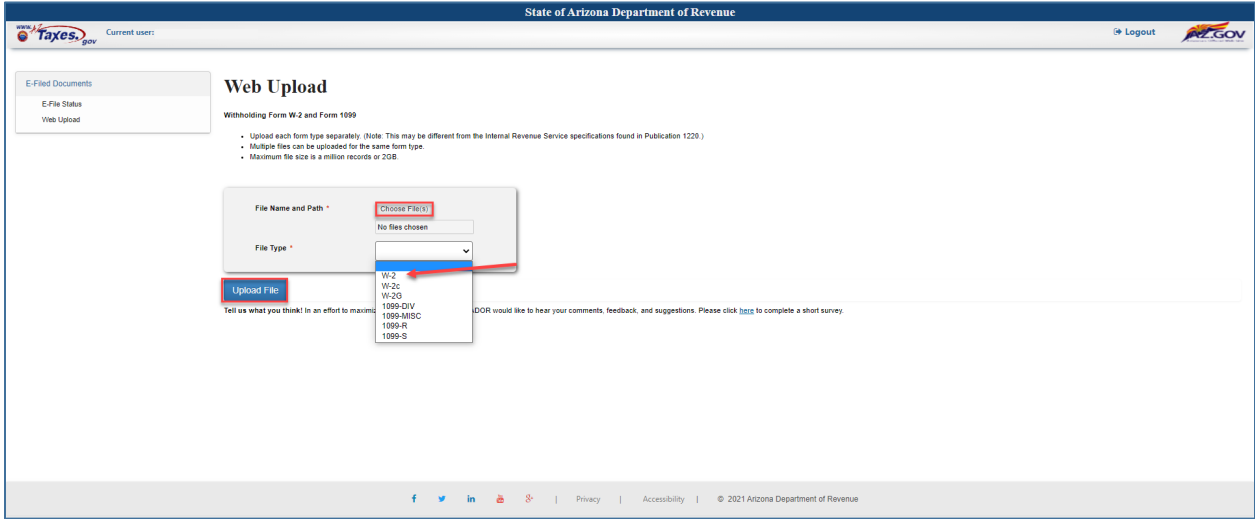 State of Arizona Department of Revenue
www. Taxes.gov
Current user:
Logout
AZ.GOV
E-Filed Documents
E-File Status
Web Upload
Web Upload
Withholding Form W-2 and Form 1099
• Upload each form type separately. (Note: This may be different from the Internal Revenue Service specifications found in Publication 1220.)
• Multiple files can be uploaded for the same form type.
• Maximum file size is a million records or 2GB.
File Name and Path *
Choose File(s)
No files chosen
File Type *
W-2
W-2c
W-2G
1099-DIV
1099-MISC
1099-R
1099-S
Upload File
Tell us what you think! In an effort to maximiz ADOR would like to hear your comments, feedback, and suggestions. Please click here to complete a short survey.
| Privacy | Accessibility | © 2021 Arizona Department of Revenue